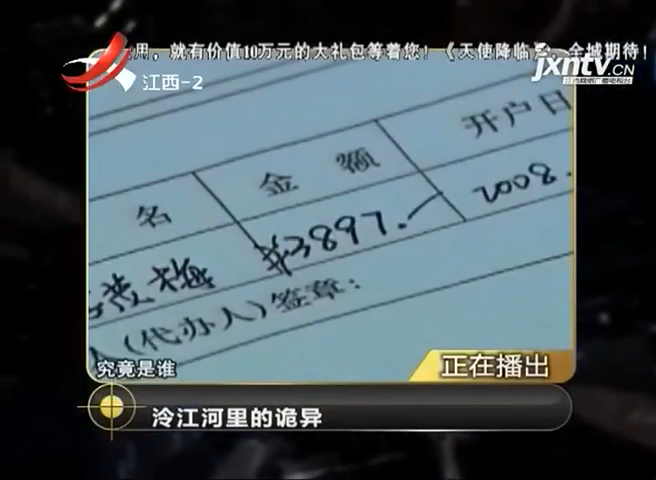 用，就有价值10万元的大礼包等着您！《天使降临
全城期待！
江西-2
jxntv.CN
开户日
金额
2008.
名
¥3897.-
梅
人(代办人)签章：
究竟是谁
正在播出
泠江河里的诡异